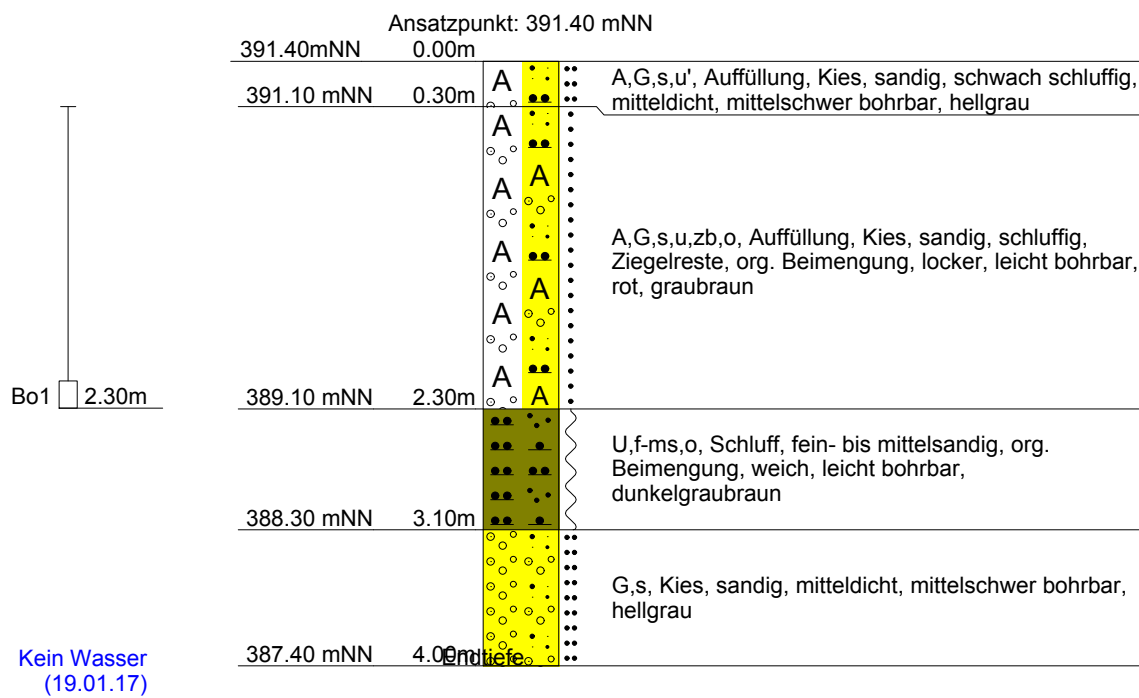 Ansatzpunkt: 391.40 mNN
391.40mNN 0.00m
A A,G,s,u', Auffüllung, Kies, sandig, schwach schluffig,
391.10 mNN 0.30m mitteldicht, mittelschwer bohrbar, hellgrau
A
A
A
A,G,s,u,zb,o, Auffüllung, Kies, sandig, schluffig,
A Ziegelreste, org. Beimengung, locker, leicht bohrbar,
A rot, graubraun
A
A
Bo1 2.30m 389.10 mNN 2.30m A
U,f-ms,o, Schluff, fein- bis mittelsandig, org.
Beimengung, weich, leicht bohrbar,
dunkelgraubraun
388.30 mNN 3.10m
G,s, Kies, sandig, mitteldicht, mittelschwer bohrbar,
hellgrau
Kein Wasser 387.40 mNN 4.00m Endtiefe
(19.01.17)